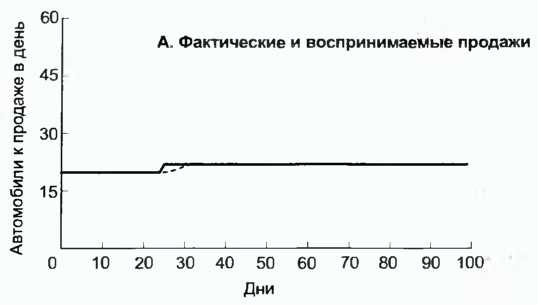 60
А. Фактические и воспринимаемые продажи
45
30
15
Автомобили к продаже в день
0 10 20 30 40 50 60 70 80 90 100
Дни